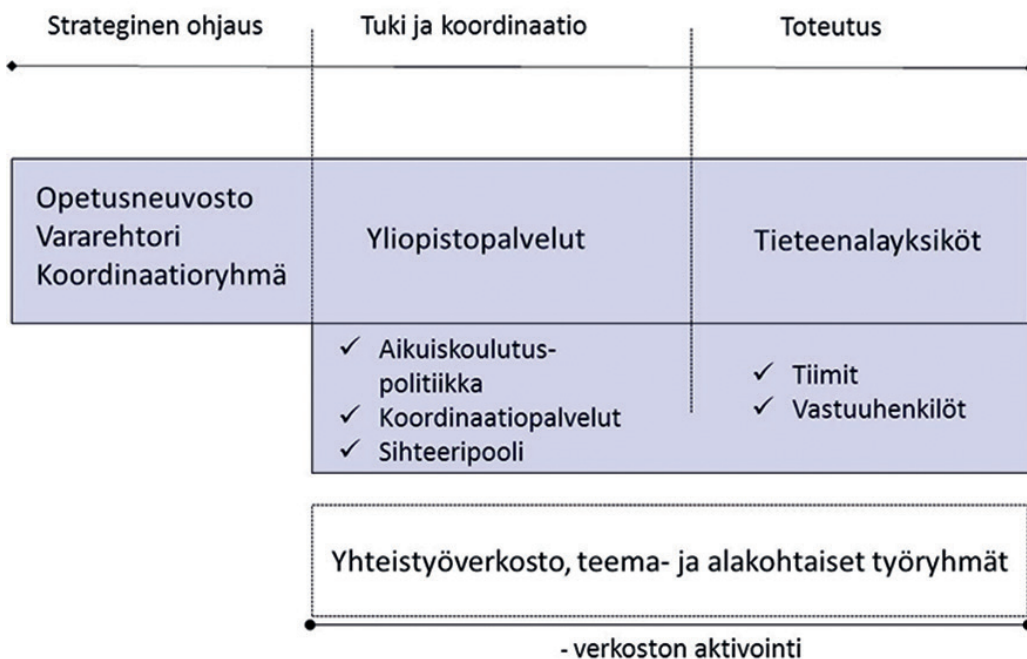 Strateginen ohjaus
Tuki ja koordinaatio
Toteutus
Opetusneuvosto
Vararehtori
Koordinaatioryhmä
Yliopistopalvelut
Tieteenalayksiköt
✓ Aikuiskoulutus-
politiikka
✓ Koordinaatiopalvelut
✓ Sihteeripooli
✓ Tiimit
✓ Vastuuhenkilöt
Yhteistyöverkosto, teema- ja alakohtaiset työryhmät
- verkoston aktivointi